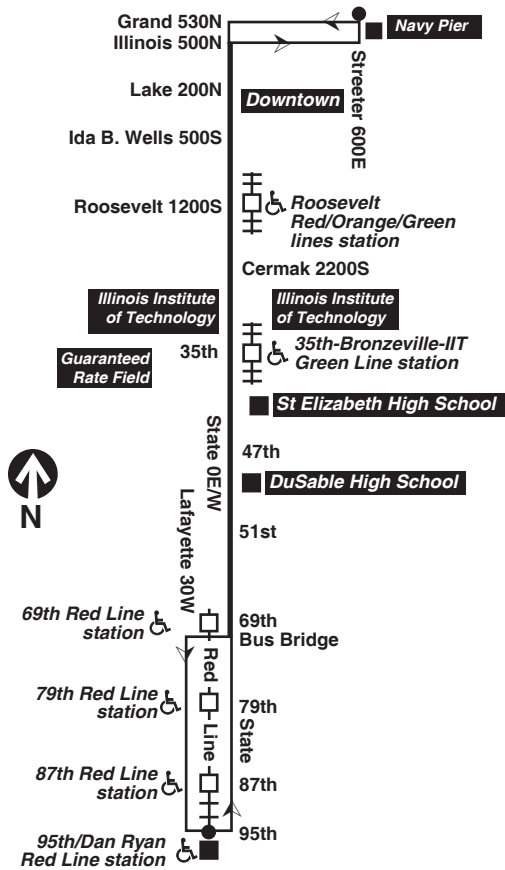 Grand 530N
Illinois 500N
Navy Pier
Streeter 600E
Lake 200N
Downtown
Ida B. Wells 500S
Roosevelt 1200S
Roosevelt
Red/Orange/Green
lines station
Cermak 2200S
Illinois Institute
of Technology
Illinois Institute
of Technology
35th
35th-Bronzeville-IIT
Green Line station
Guaranteed
Rate Field
St Elizabeth High School
State 0E/W
47th
DuSable High School
N
Lafayette 30W
51st
69th Red Line
station
69th
Bus Bridge
Red Line
79th Red Line
station
79th
State
87th Red Line
station
87th
95th
95th/Dan Ryan
Red Line station